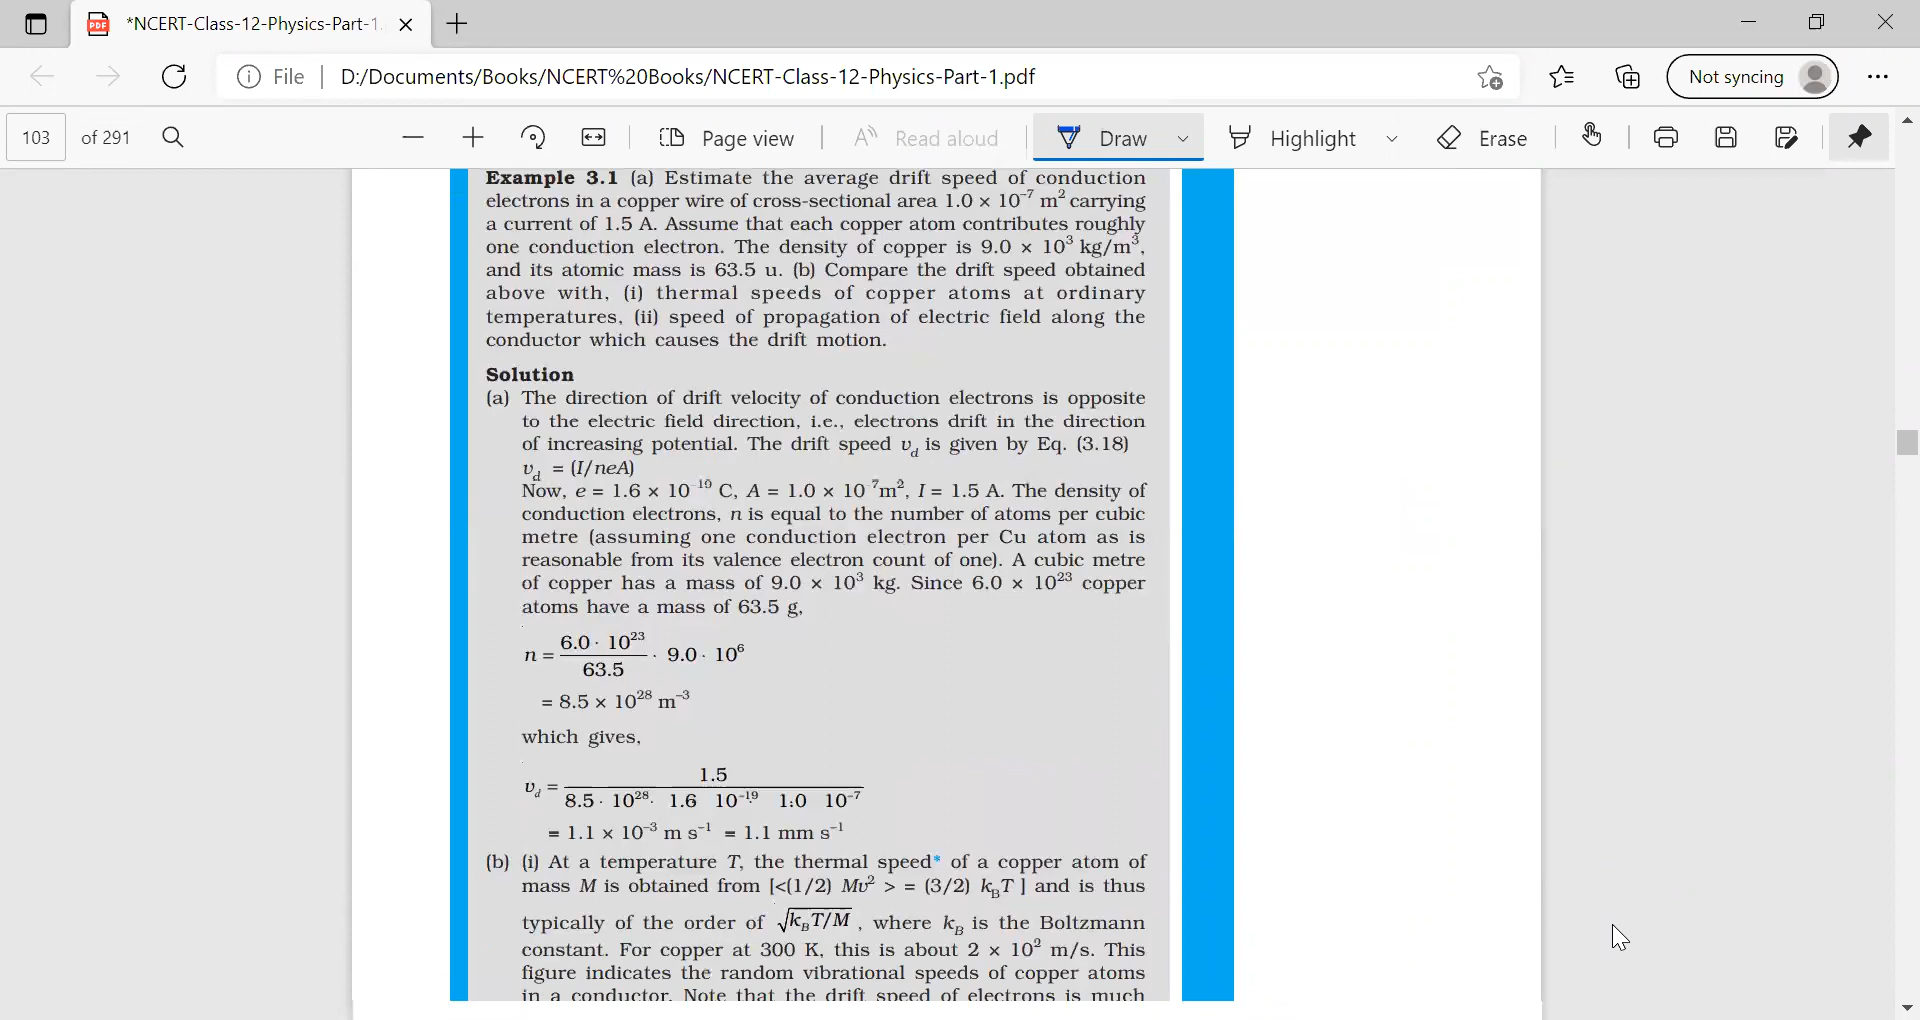 *NCERT-Class-12-Physics-Part-1.
File | D:/Documents/Books/NCERT%20Books/NCERT-Class-12-Physics-Part-1.pdf
Not syncing
103 of 291
Page view
Read aloud
Draw
Highlight
Erase
Example 3.1 (a) Estimate the average drift speed of conduction
electrons in a copper wire of cross-sectional area 1.0 × 10⁻⁷ m² carrying
a current of 1.5 A. Assume that each copper atom contributes roughly
one conduction electron. The density of copper is 9.0 × 10³ kg/m³,
and its atomic mass is 63.5 u. (b) Compare the drift speed obtained
above with, (i) thermal speeds of copper atoms at ordinary
temperatures, (ii) speed of propagation of electric field along the
conductor which causes the drift motion.
Solution
(a) The direction of drift velocity of conduction electrons is opposite
to the electric field direction, i.e., electrons drift in the direction
of increasing potential. The drift speed v_d is given by Eq. (3.18)
v_d = (I/neA)
Now, e = 1.6 × 10⁻¹⁹ C, A = 1.0 × 10⁻⁷m², I = 1.5 A. The density of
conduction electrons, n is equal to the number of atoms per cubic
metre (assuming one conduction electron per Cu atom as is
reasonable from its valence electron count of one). A cubic metre
of copper has a mass of 9.0 × 10³ kg. Since 6.0 × 10²³ copper
atoms have a mass of 63.5 g,
6.0 · 10²³
n = · 9.0 · 10⁶
63.5
= 8.5 × 10²⁸ m⁻³
which gives,
1.5
v_d =
8.5 · 10²⁸· 1.6 10⁻¹⁹ 1.0 10⁻⁷
= 1.1 × 10⁻³ m s⁻¹ = 1.1 mm s⁻¹
(b) (i) At a temperature T, the thermal speed* of a copper atom of
mass M is obtained from [<(1/2) Mv² > = (3/2) k_B T ] and is thus
typically of the order of √k_B T/M , where k_B is the Boltzmann
constant. For copper at 300 K, this is about 2 × 10² m/s. This
figure indicates the random vibrational speeds of copper atoms
in a conductor. Note that the drift speed of electrons is much